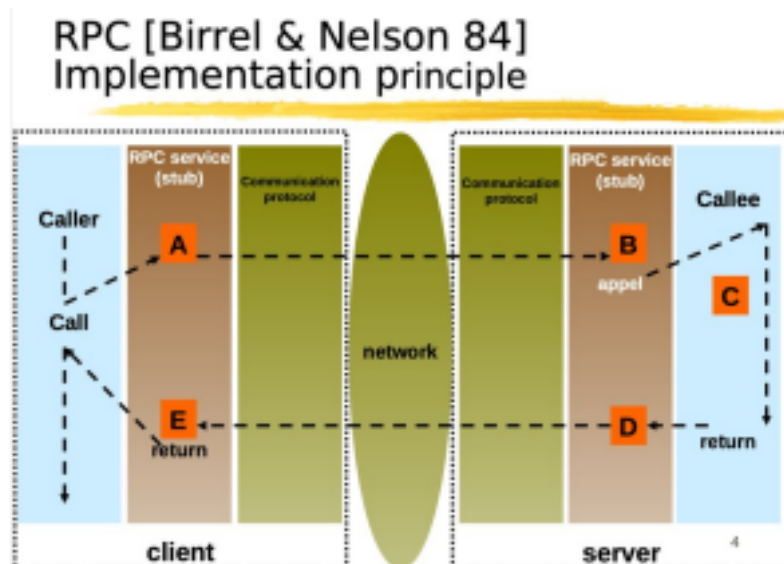 RPC [Birrel & Nelson 84]
Implementation principle
RPC service
(stub)
Communication
protocol
Caller
A
Call
E
return
network
Communication
protocol
RPC service
(stub)
Callee
B
appel
C
D
return
client
server
4